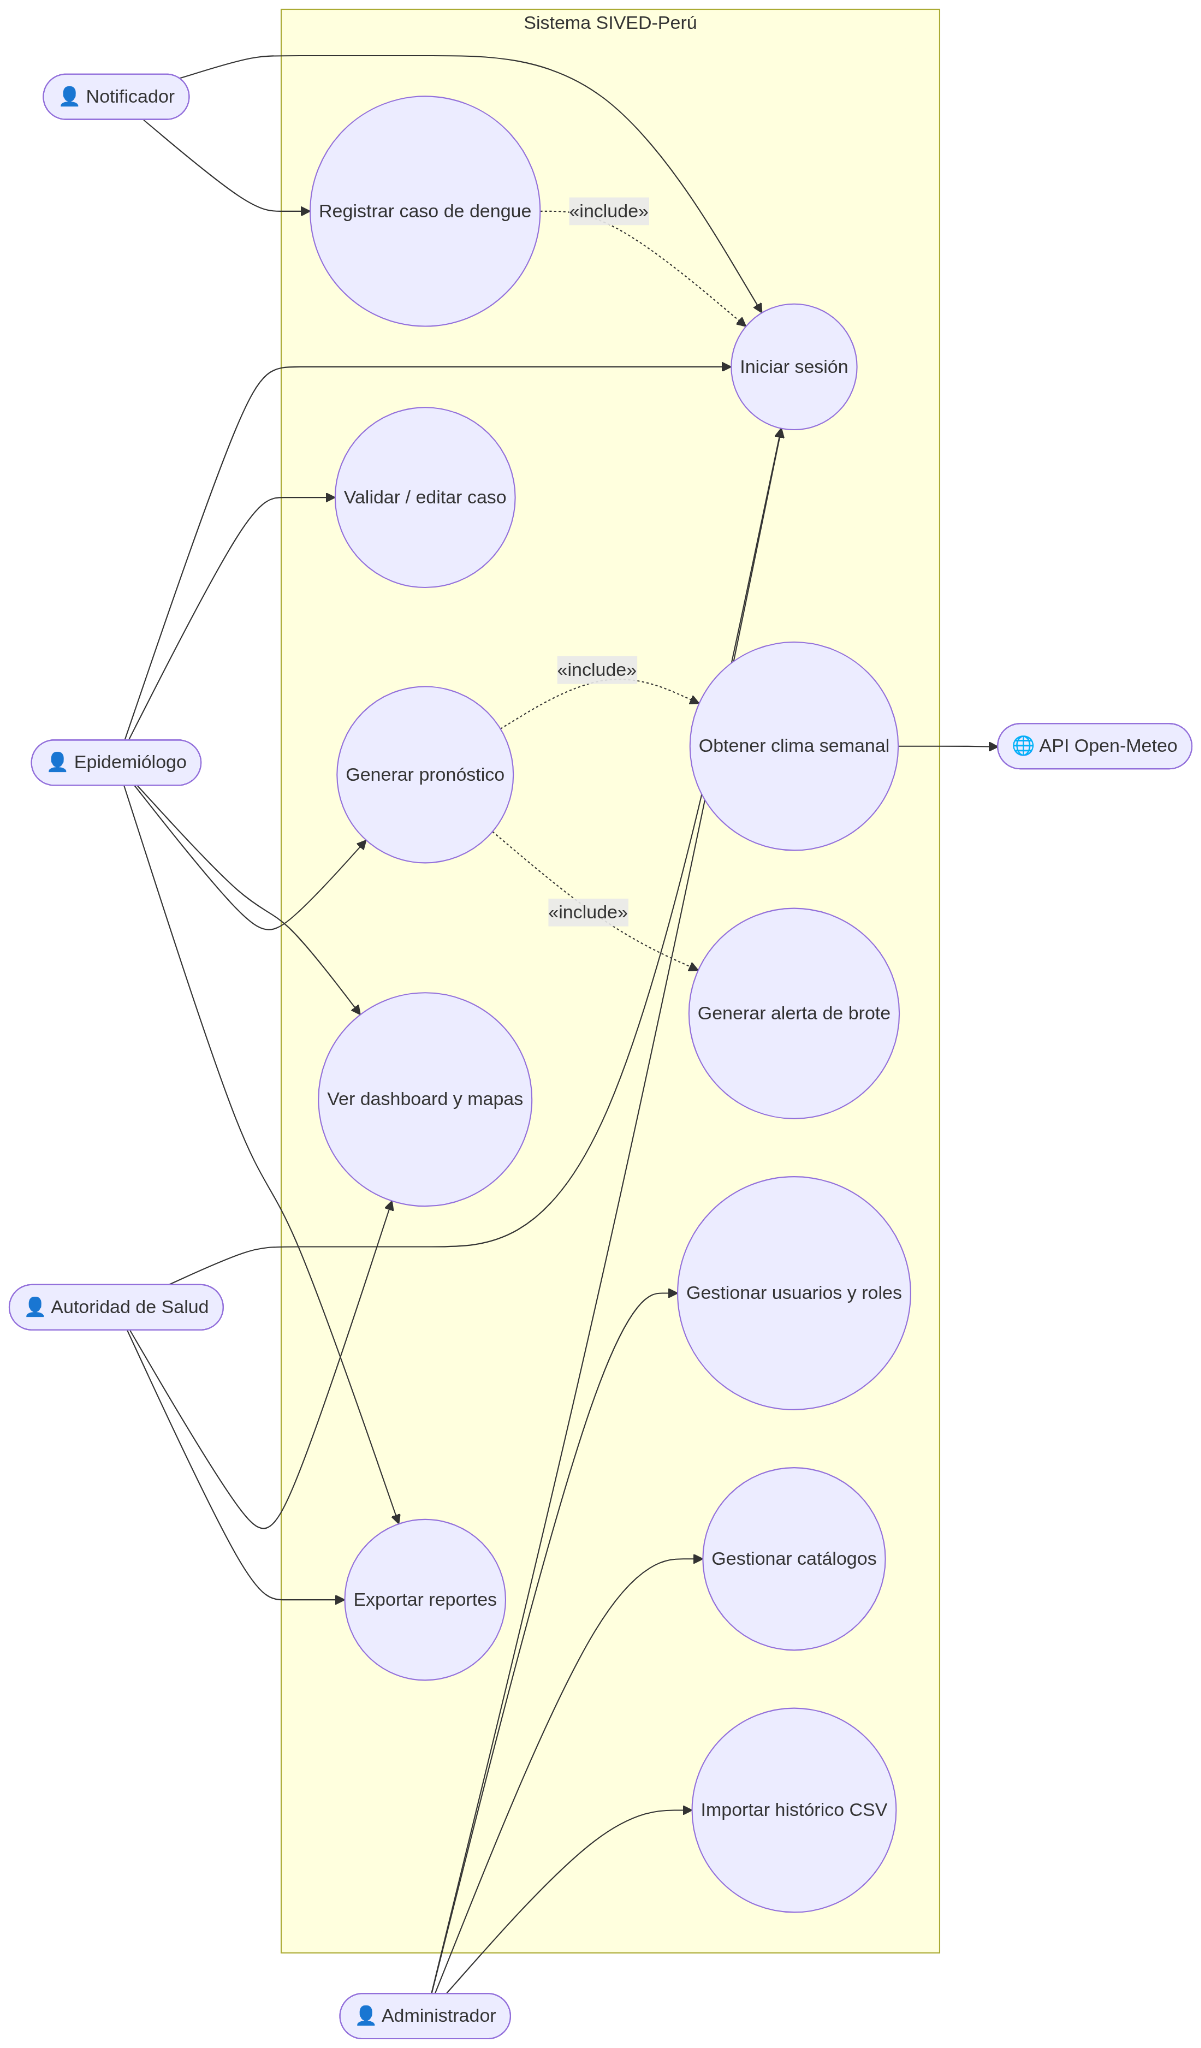 Sistema SIVED-Perú
👤 Notificador
Registrar caso de dengue
«include»
Iniciar sesión
Validar / editar caso
«include»
👤 Epidemiólogo
Generar pronóstico
Obtener clima semanal
🌐 API Open-Meteo
«include»
Generar alerta de brote
Ver dashboard y mapas
👤 Autoridad de Salud
Gestionar usuarios y roles
Gestionar catálogos
Exportar reportes
Importar histórico CSV
👤 Administrador